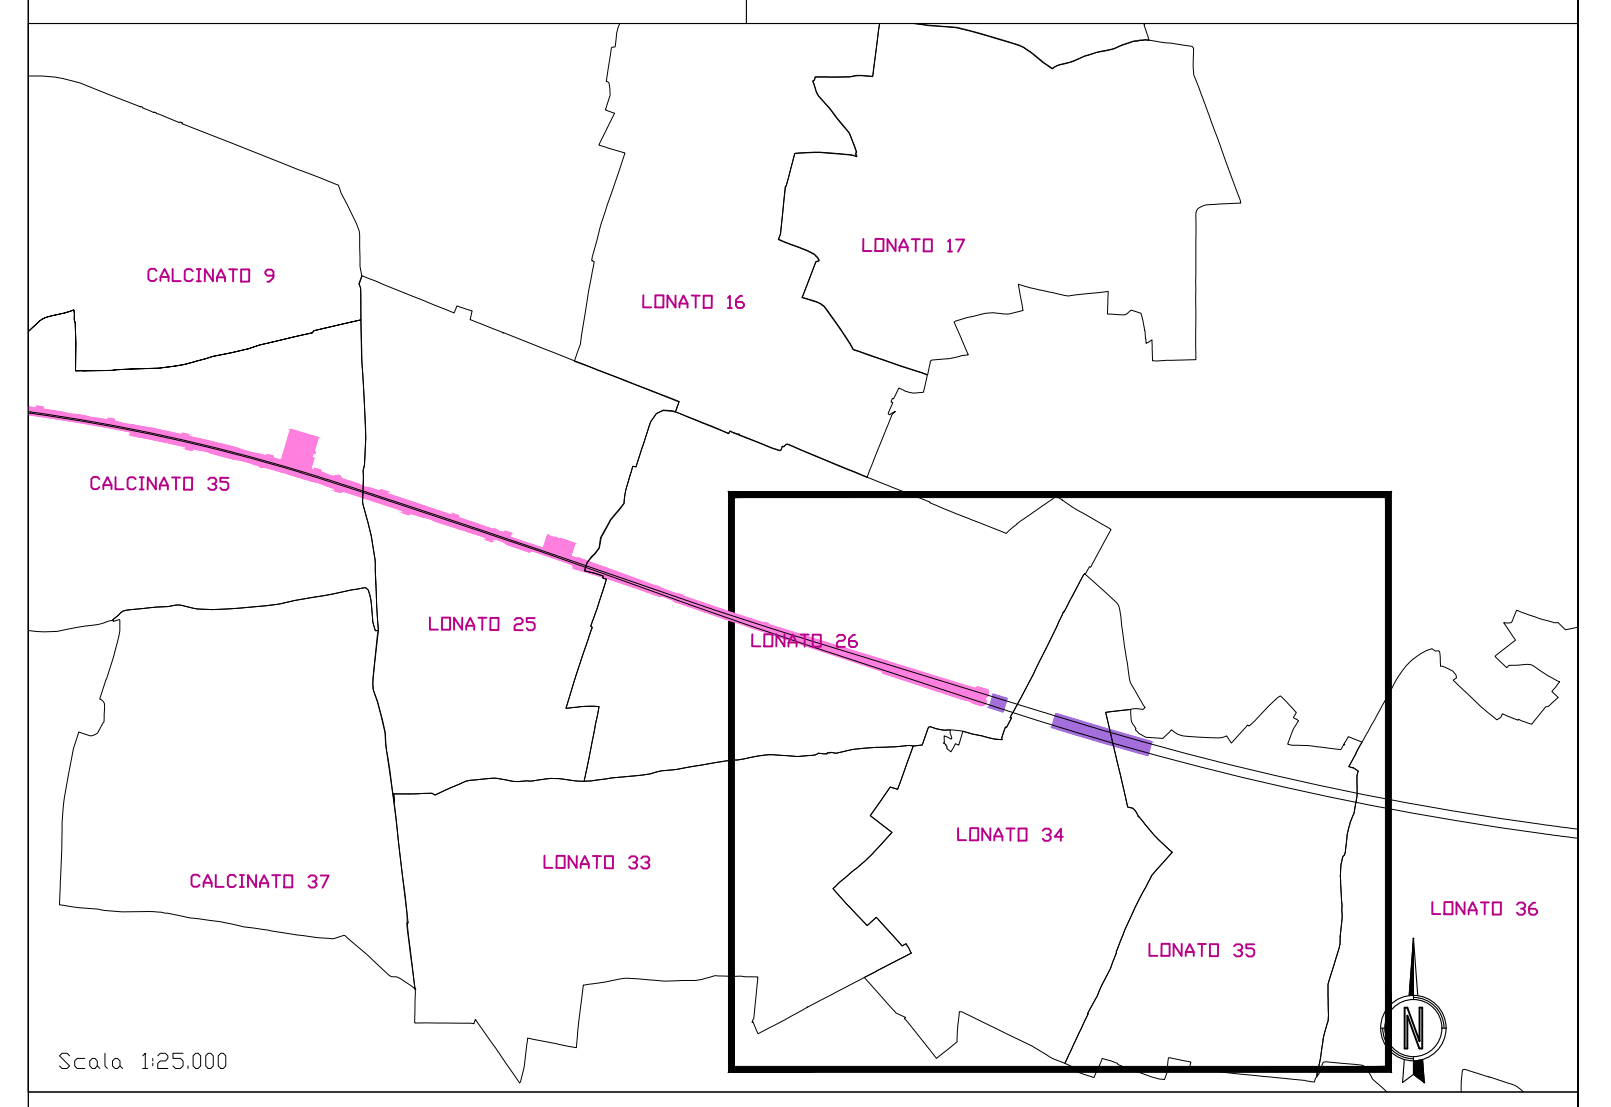 LONATO 17
CALCINATO 9
LONATO 16
CALCINATO 35
LONATO 25
LONATO 26
LONATO 34
LONATO 33
CALCINATO 37
LONATO 36
LONATO 35
N
Scala 1:25.000